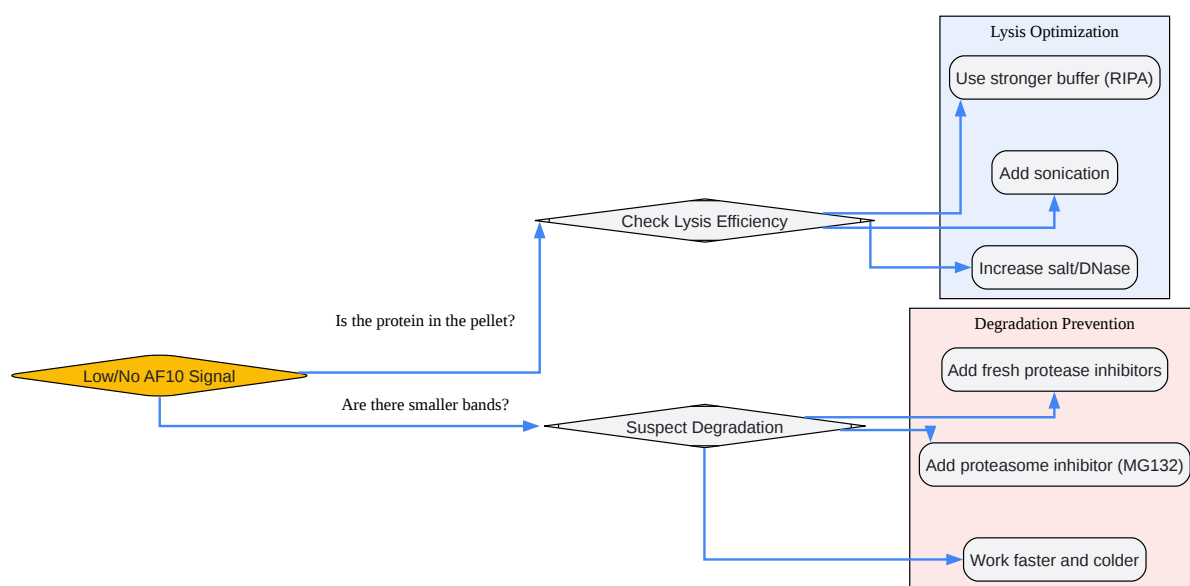 Lysis Optimization
Use stronger buffer (RIPA)
Add sonication
Check Lysis Efficiency
Increase salt/DNase
Is the protein in the pellet?
Degradation Prevention
Low/No AF10 Signal
Add fresh protease inhibitors
Are there smaller bands?
Suspect Degradation
Add proteasome inhibitor (MG132)
Work faster and colder